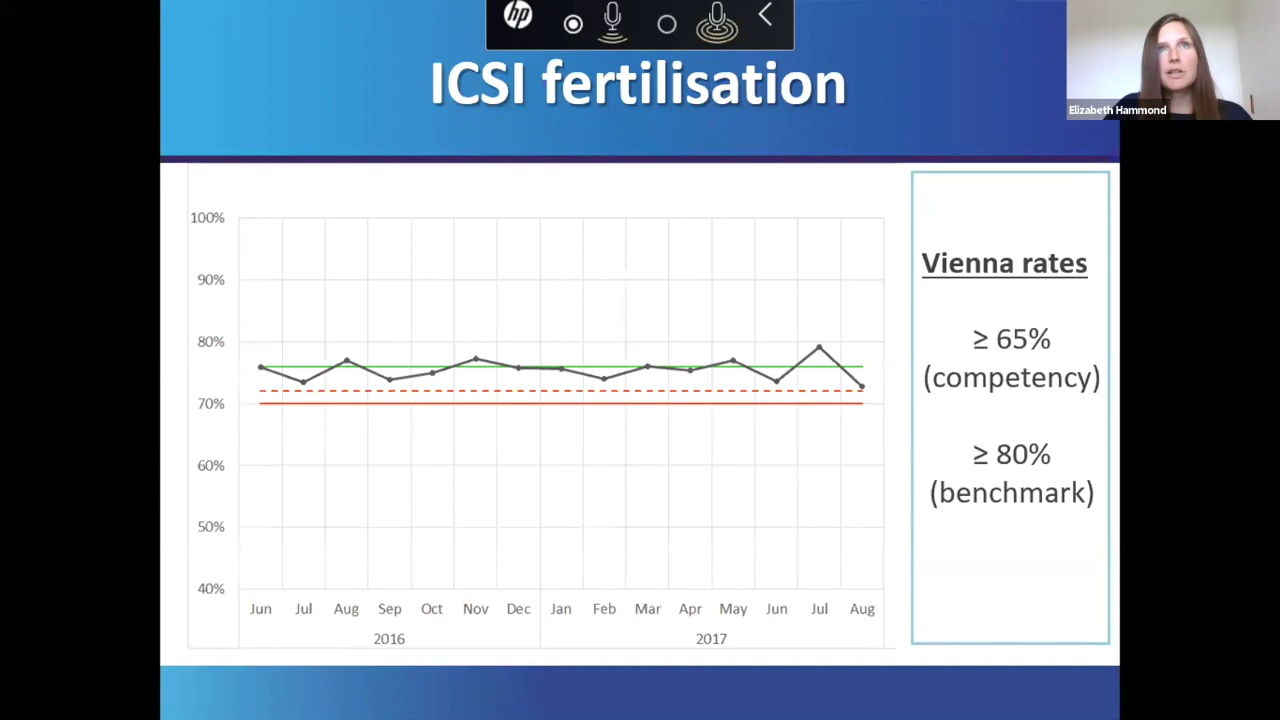 hp
ICSI fertilisation
Elizabeth Hammond
100%
90%
80%
70%
60%
50%
40%
Jun Jul Aug Sep Oct Nov Dec Jan Feb Mar Apr May Jun Jul Aug
2016 2017
Vienna rates
≥ 65%
(competency)
≥ 80%
(benchmark)